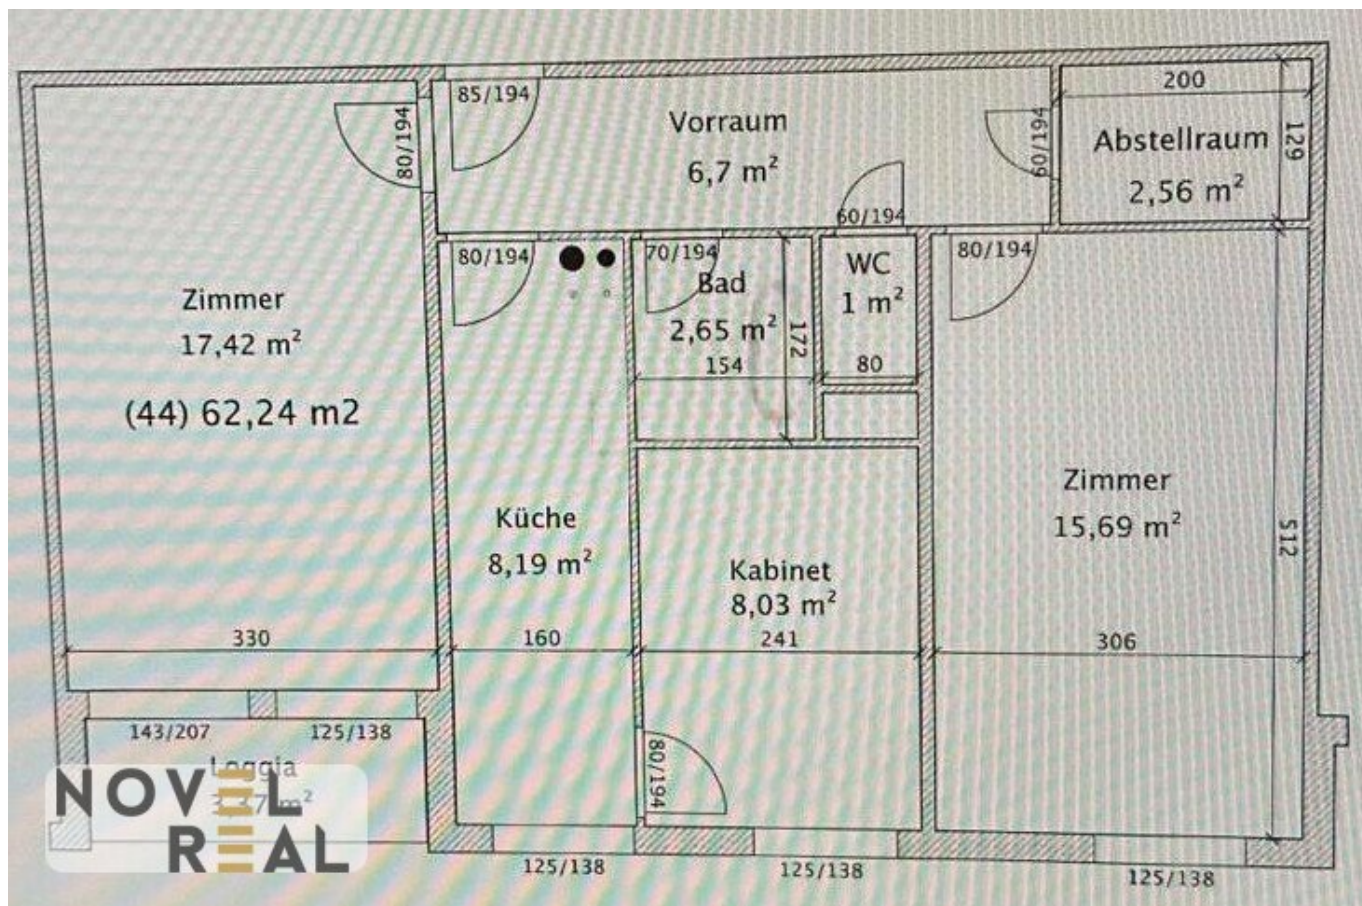 85/194
80/194
Vorraum
6,7 m²
60/194
60/194
200
129
Abstellraum
2,56 m²
80/194
70/194
Bad
2,65 m²
154
172
WC
1 m²
80
80/194
Zimmer
17,42 m²
(44) 62,24 m2
Küche
8,19 m²
Kabinet
8,03 m²
Zimmer
15,69 m²
512
330
160
241
306
143/207
125/138
80/194
Loggia
NOVEL
REAL
125/138
125/138
125/138